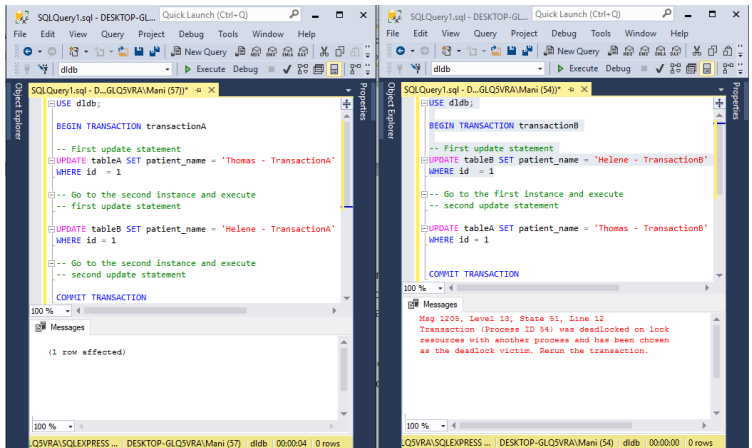 SQLQuery1.sql - DESKTOP-GL...
Quick Launch (Ctrl+Q)
File Edit View Query Project Debug Tools Window Help
New Query
dldb
Execute Debug
Object Explorer
SQLQuery1.sql - D...GLQ5VRA\Mani (57))*
Properties
USE dldb;
BEGIN TRANSACTION transactionA
-- First update statement
UPDATE tableA SET patient_name = 'Thomas - TransactionA'
WHERE id = 1
-- Go to the second instance and execute
-- first update statement
UPDATE tableB SET patient_name = 'Helene - TransactionA'
WHERE id = 1
-- Go to the second instance and execute
-- second update statement
COMMIT TRANSACTION
100 %
Messages
(1 row affected)
100 %
.Q5VRA\SQLEXPRESS ... DESKTOP-GLQ5VRA\Mani (57) dldb 00:00:04 0 rows
SQLQuery1.sql - DESKTOP-GL...
Quick Launch (Ctrl+Q)
File Edit View Query Project Debug Tools Window Help
New Query
dldb
Execute Debug
Object Explorer
SQLQuery1.sql - D...GLQ5VRA\Mani (54))*
Properties
USE dldb;
BEGIN TRANSACTION transactionB
-- First update statement
UPDATE tableB SET patient_name = 'Helene - TransactionB'
WHERE id = 1
-- Go to the first instance and execute
-- second update statement
UPDATE tableA SET patient_name = 'Thomas - TransactionB'
WHERE id = 1
COMMIT TRANSACTION
100 %
Messages
Msg 1205, Level 13, State 51, Line 12
Transaction (Process ID 54) was deadlocked on lock
resources with another process and has been chosen
as the deadlock victim. Rerun the transaction.
100 %
.Q5VRA\SQLEXPRESS ... DESKTOP-GLQ5VRA\Mani (54) dldb 00:00:00 0 rows